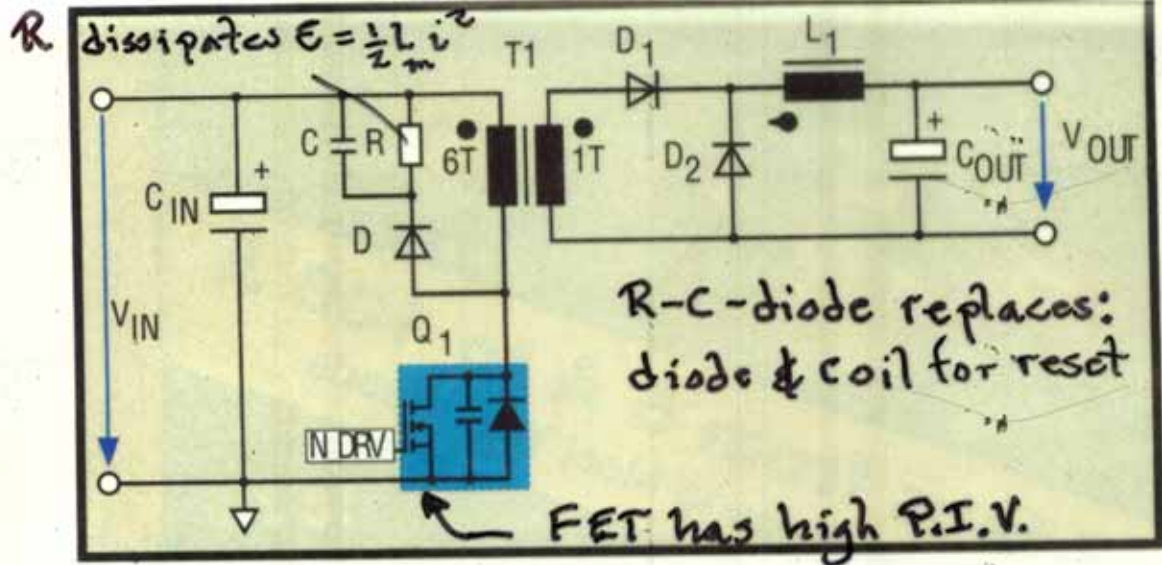 R dissipates ε = ½ Lm i²
T1
D1
L1
C
R
6T
1T
D2
+
COUT
VOUT
+
CIN
D
VIN
Q1
R-C-diode replaces:
diode & coil for reset
N DRV
FET has high P.I.V.